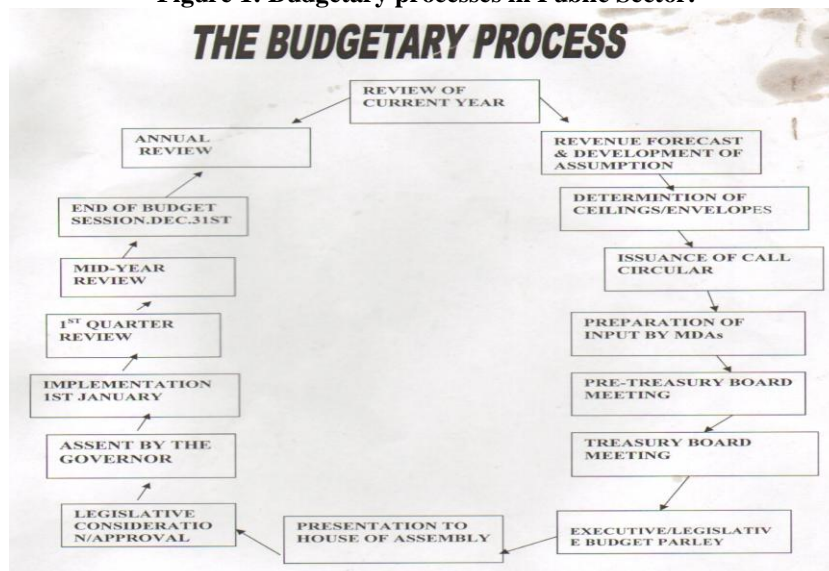 Figure 1: Budgetary processes in Public Sector.
THE BUDGETARY PROCESS
REVIEW OF
CURRENT YEAR
REVENUE FORECAST
& DEVELOPMENT OF
ASSUMPTION
DETERMINTION OF
CEILINGS/ENVELOPES
ISSUANCE OF CALL
CIRCULAR
PREPARATION OF
INPUT BY MDAs
PRE-TREASURY BOARD
MEETING
TREASURY BOARD
MEETING
EXECUTIVE/LEGISLATIV
E BUDGET PARLEY
PRESENTATION TO
HOUSE OF ASSEMBLY
LEGISLATIVE
CONSIDERATIO
N/APPROVAL
ASSENT BY THE
GOVERNOR
IMPLEMENTATION
1ST JANUARY
1ST QUARTER
REVIEW
MID-YEAR
REVIEW
END OF BUDGET
SESSION.DEC.31ST
ANNUAL
REVIEW